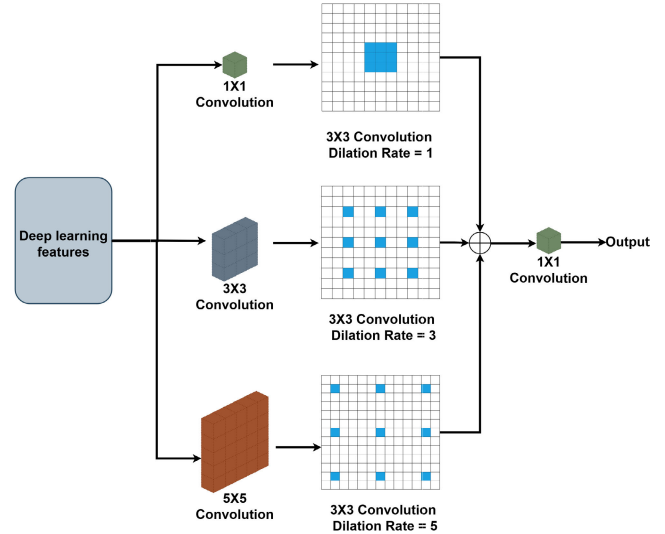 1X1
Convolution
3X3 Convolution
Dilation Rate = 1
Deep learning
features
3X3
Convolution
3X3 Convolution
Dilation Rate = 3
1X1
Convolution
Output
5X5
Convolution
3X3 Convolution
Dilation Rate = 5